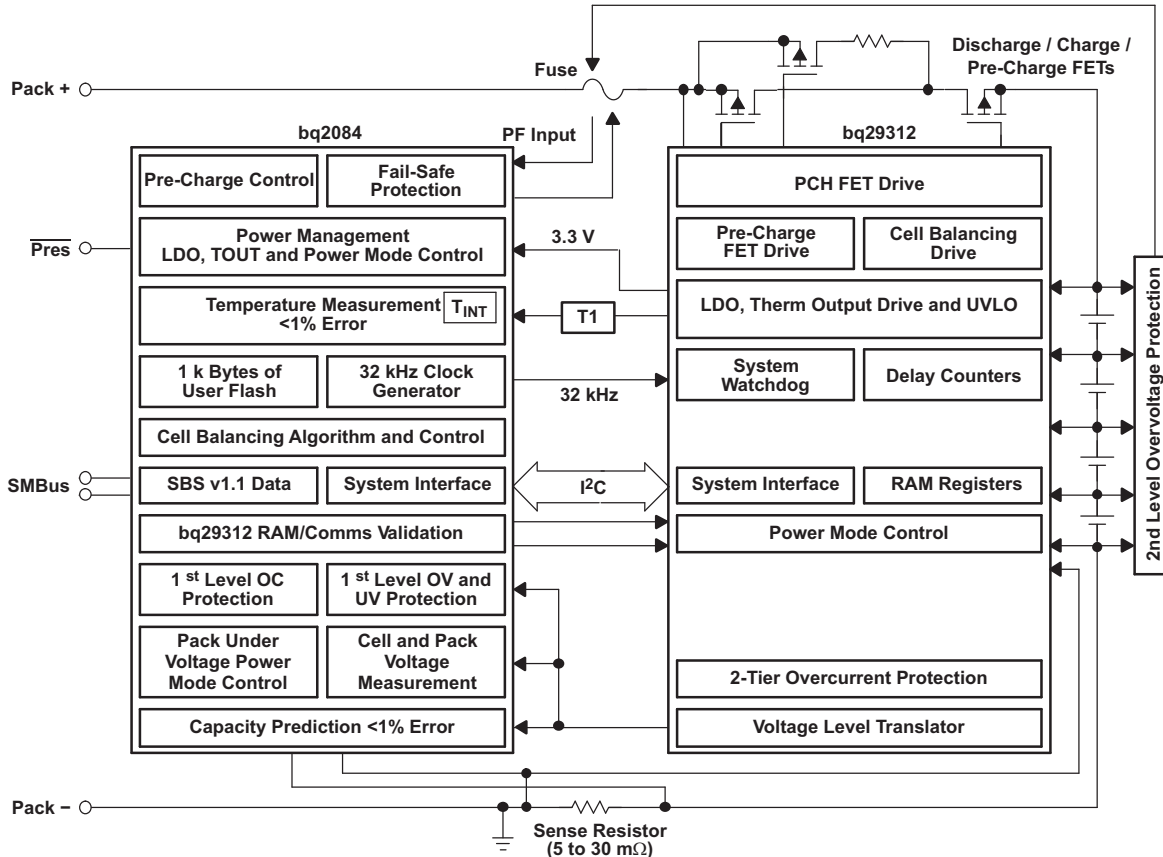 Discharge / Charge /
Pre-Charge FETs
Fuse
Pack +
bq2084
PF Input
bq29312
Pre-Charge Control
Fail-Safe
Protection
PCH FET Drive
Pres
Power Management
LDO, TOUT and Power Mode Control
3.3 V
Pre-Charge
FET Drive
Cell Balancing
Drive
Temperature Measurement
<1% Error
TINT
T1
LDO, Therm Output Drive and UVLO
1 k Bytes of
User Flash
32 kHz Clock
Generator
32 kHz
System
Watchdog
Delay Counters
2nd Level Overvoltage Protection
Cell Balancing Algorithm and Control
SMBus
SBS v1.1 Data
System Interface
I2C
System Interface
RAM Registers
bq29312 RAM/Comms Validation
Power Mode Control
1 st Level OC
Protection
1 st Level OV and
UV Protection
Pack Under
Voltage Power
Mode Control
Cell and Pack
Voltage
Measurement
2-Tier Overcurrent Protection
Capacity Prediction <1% Error
Voltage Level Translator
Pack −
Sense Resistor
(5 to 30 mΩ)